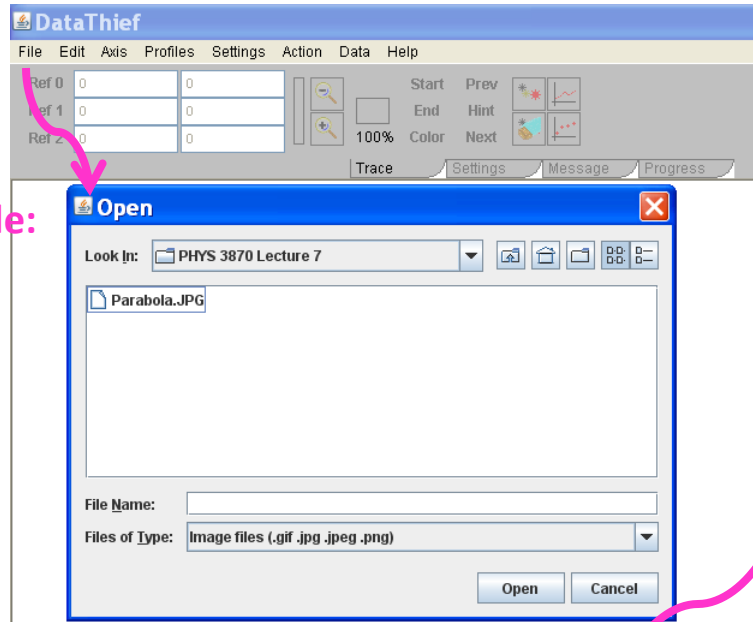 DataThief
File Edit Axis Profiles Settings Action Data Help
Ref 0 0 0 Start Prev
Ref 1 0 0 End Hint
Ref 2 0 0 100% Color Next
Trace Settings Message Progress
Open
le:
Look In: PHYS 3870 Lecture 7
Parabola.JPG
File Name:
Files of Type: Image files (.gif .jpg .jpeg .png)
Open Cancel